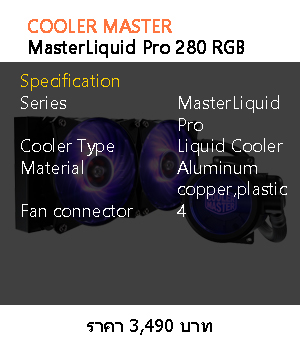 COOLER MASTER
MasterLiquid Pro 280 RGB
Specification
Series MasterLiquid
Pro
Cooler Type Liquid Cooler
Material Aluminum
copper,plastic
Fan connector 4
MASTER
ราคา 3,490 บาท